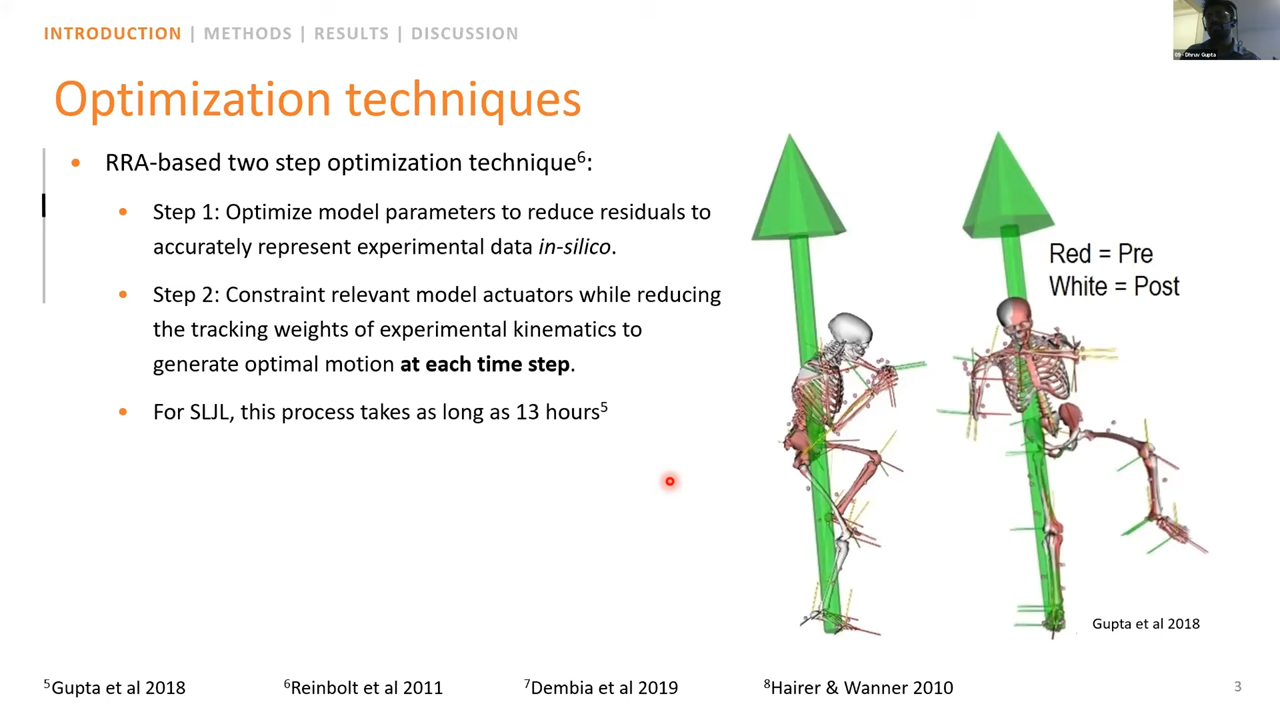 INTRODUCTION | METHODS | RESULTS | DISCUSSION
DS - Dhruv Gupta
Optimization techniques
• RRA-based two step optimization technique⁶:
• Step 1: Optimize model parameters to reduce residuals to
accurately represent experimental data in-silico.
• Step 2: Constraint relevant model actuators while reducing
the tracking weights of experimental kinematics to
generate optimal motion at each time step.
• For SLJL, this process takes as long as 13 hours⁵
Red = Pre
White = Post
Gupta et al 2018
⁵Gupta et al 2018 ⁶Reinbolt et al 2011 ⁷Dembia et al 2019 ⁸Hairer & Wanner 2010
3